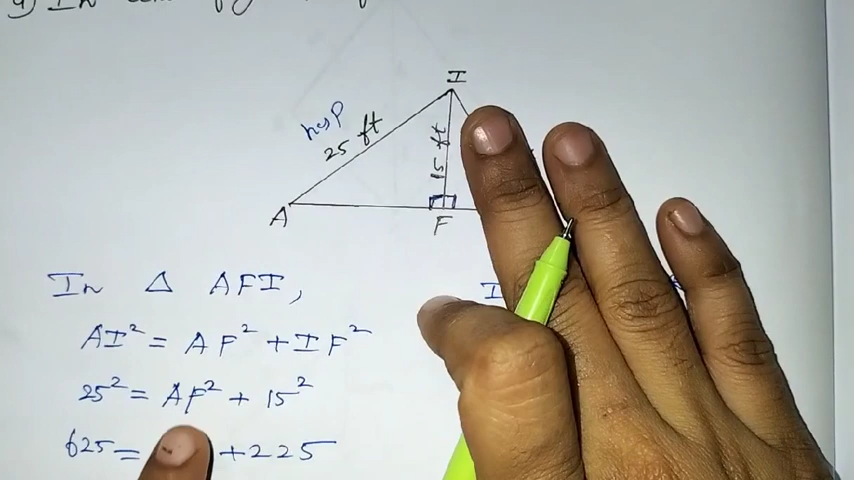 I
hyp
25 ft
15 ft
A
F
In Δ AFI,
I
AI² = AF² + IF²
25² = AF² + 15²
625 = + 225